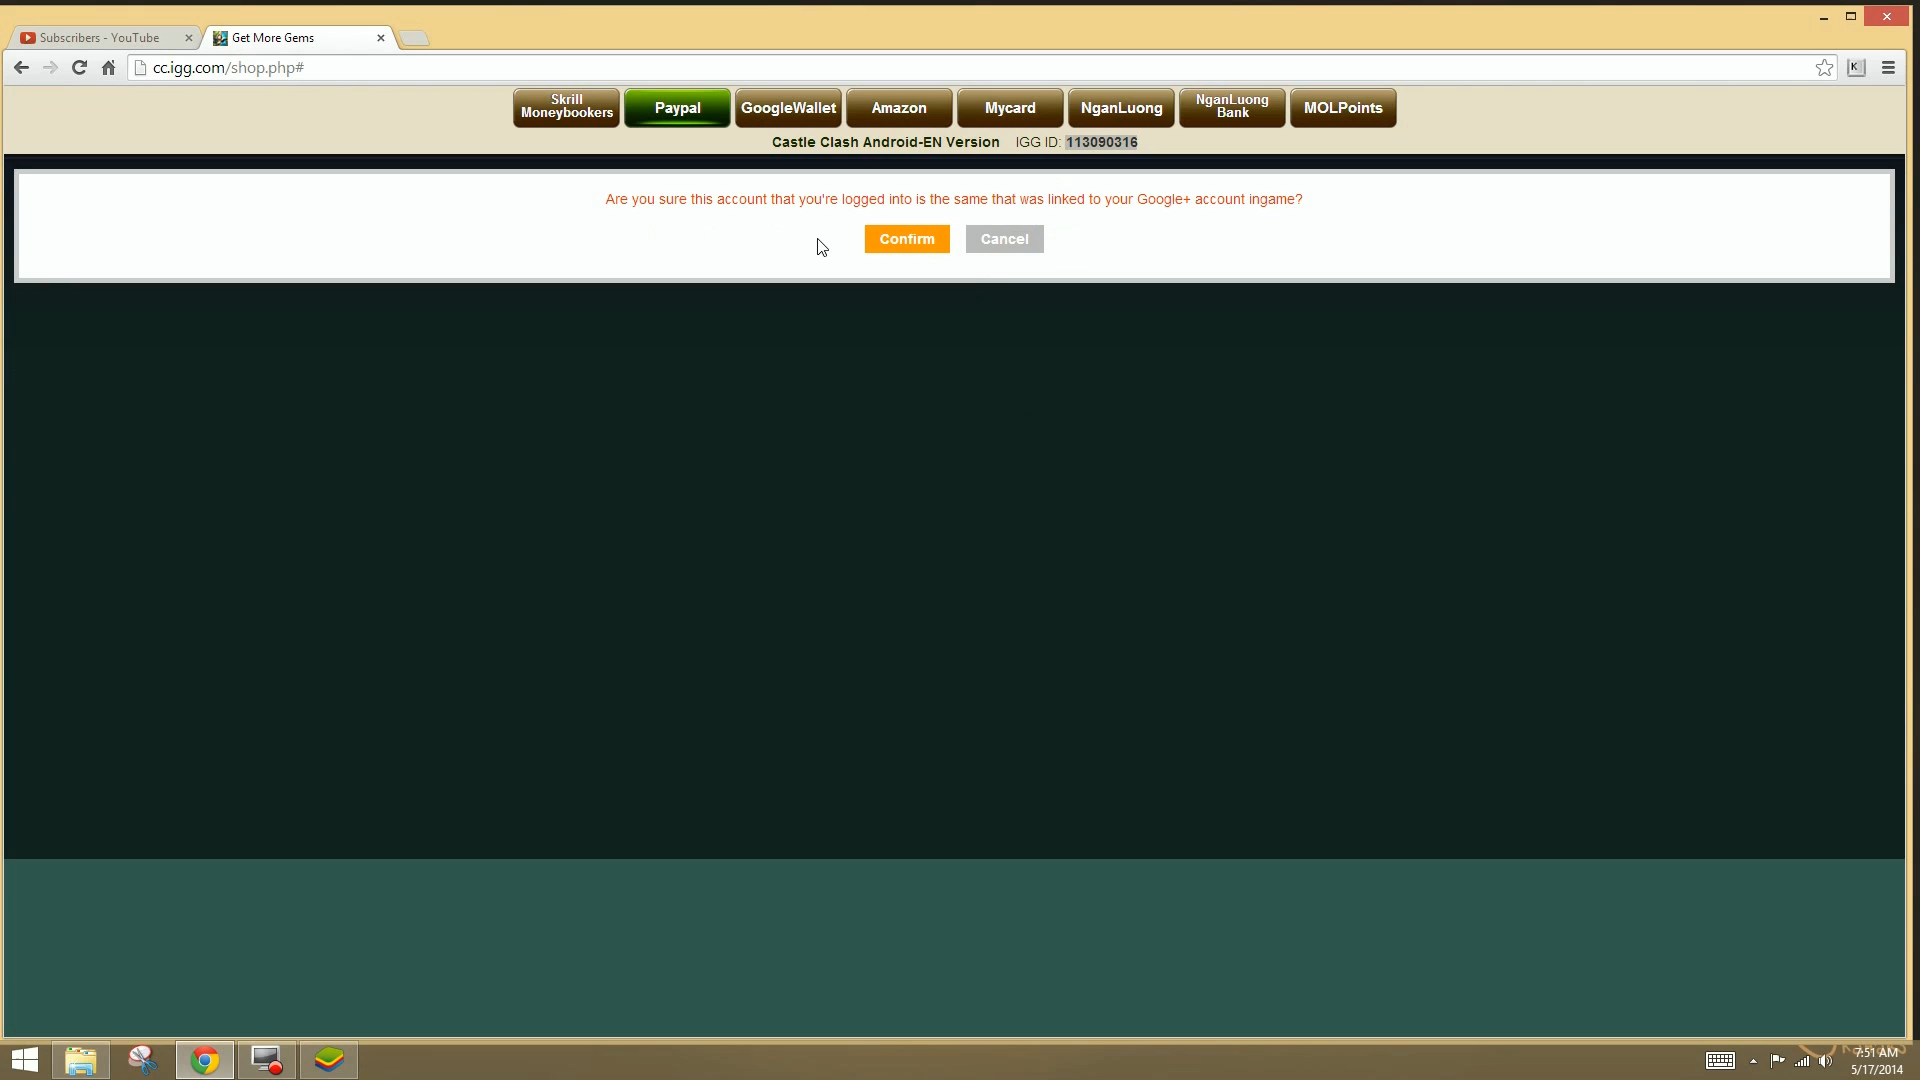 Subscribers - YouTube
Get More Gems
cc.igg.com/shop.php#
K
Skrill
Moneybookers
Paypal
GoogleWallet
Amazon
Mycard
NganLuong
NganLuong
Bank
MOLPoints
Castle Clash Android-EN Version IGG ID: 113090316
Are you sure this account that you're logged into is the same that was linked to your Google+ account ingame?
Confirm
Cancel
7:51 AM
5/17/2014